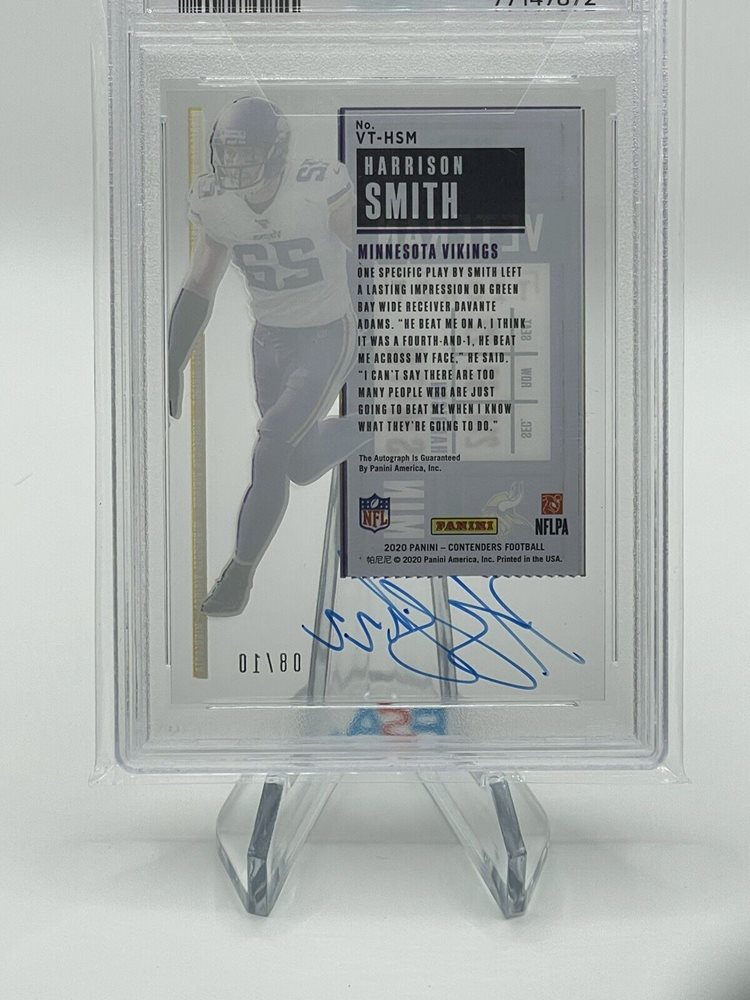 77147872
No.
VT-HSM
HARRISON
SMITH
MINNESOTA VIKINGS
ONE SPECIFIC PLAY BY SMITH LEFT
A LASTING IMPRESSION ON GREEN
BAY WIDE RECEIVER DAVANTE
ADAMS. “HE BEAT ME ON A, I THINK
IT WAS A FOURTH-AND-1, HE BEAT
ME ACROSS MY FACE,” HE SAID.
“I CAN'T SAY THERE ARE TOO
MANY PEOPLE WHO ARE JUST
GOING TO BEAT ME WHEN I KNOW
WHAT THEY'RE GOING TO DO.”
The Autograph Is Guaranteed
By Panini America, Inc.
NFL PANINI NFLPA
2020 PANINI – CONTENDERS FOOTBALL
帕尼尼 © 2020 Panini America, Inc. Printed in the USA.
08/10